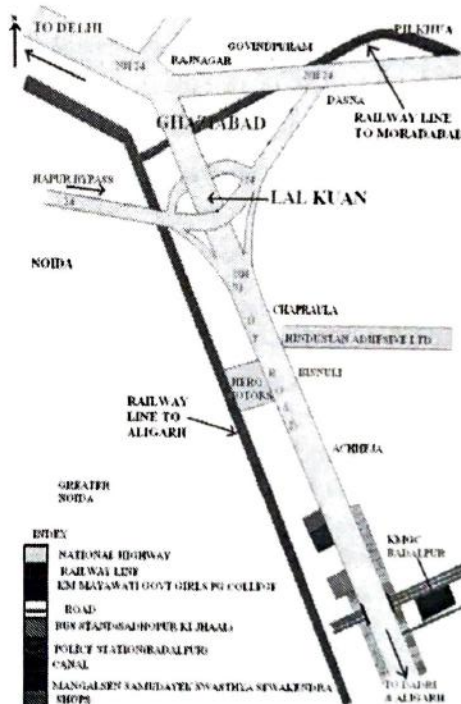 N
TO DELHI
PILKHUA
GOVINDPURAM
RAJNAGAR
NH 24
NH 24
DASNA
RAILWAY LINE
TO MORADABAD
GHAZIABAD
HAPUR BYPASS
24
24
LAL KUAN
NOIDA
NH
CHAPRAULA
HINDUSTAN ADHESIVE LTD
BISNULI
HERO
MOTORS
RAILWAY
LINE TO
ALIGARH
ACHHEJA
GREATER
NOIDA
KMGC
BADALPUR
INDEX
NATIONAL HIGHWAY
RAILWAY LINE
KM MAYAWATI GOVT GIRLS PG COLLEGE
ROAD
BUS STAND(SADHOPUR KI JHAAL)
POLICE STATION(BADALPUR)
CANAL
MANGALSEN SAMUDAYEK SWASTHYA SEWAKENDRA
SHOPS
TO DADRI
& ALIGARH